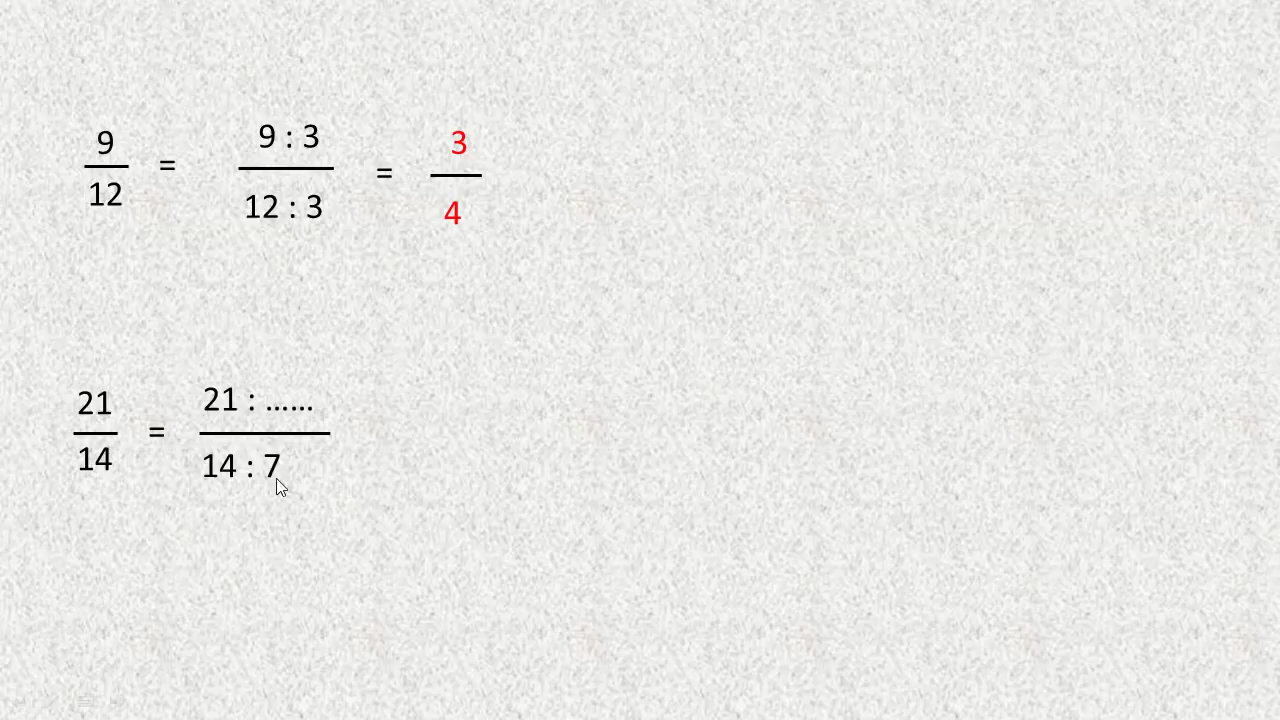 9 = 9 : 3 = 3
12 12 : 3 4
21 = 21 : ......
14 14 : 7